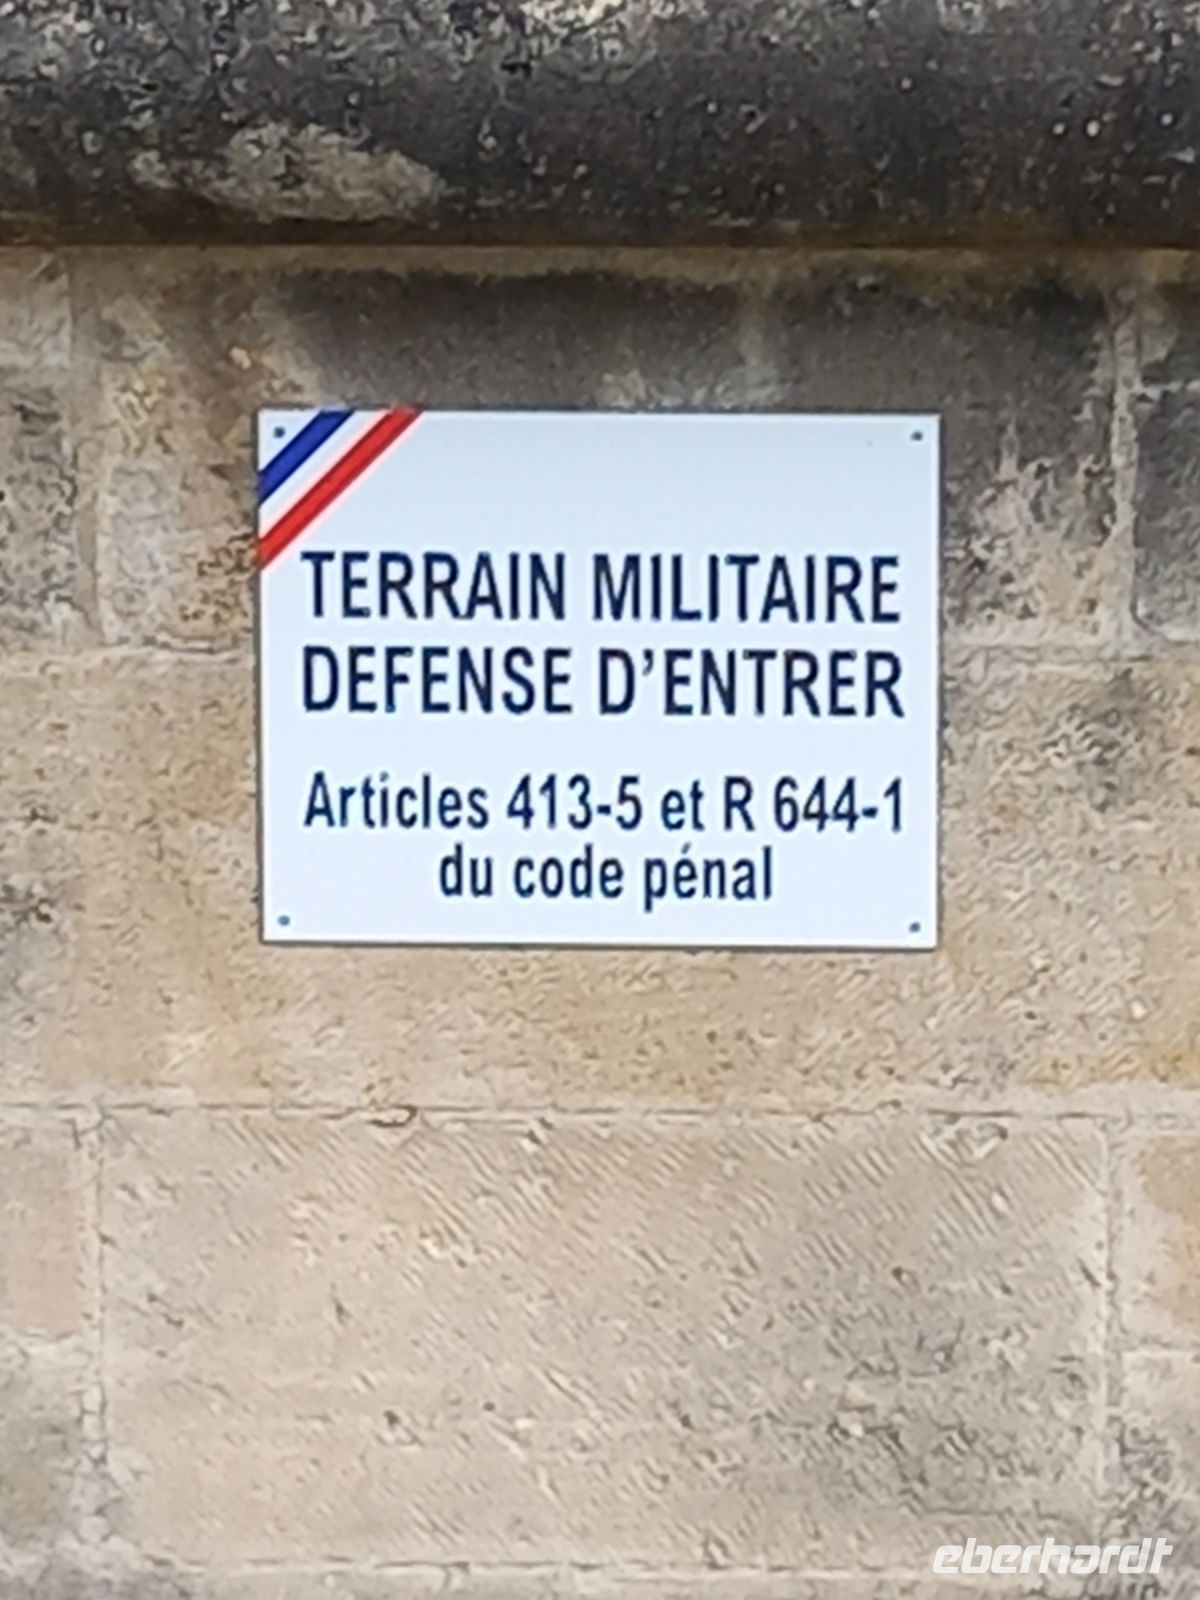 TERRAIN MILITAIRE
DEFENSE D'ENTRER
Articles 413-5 et R 644-1
du code pénal
eberhardt